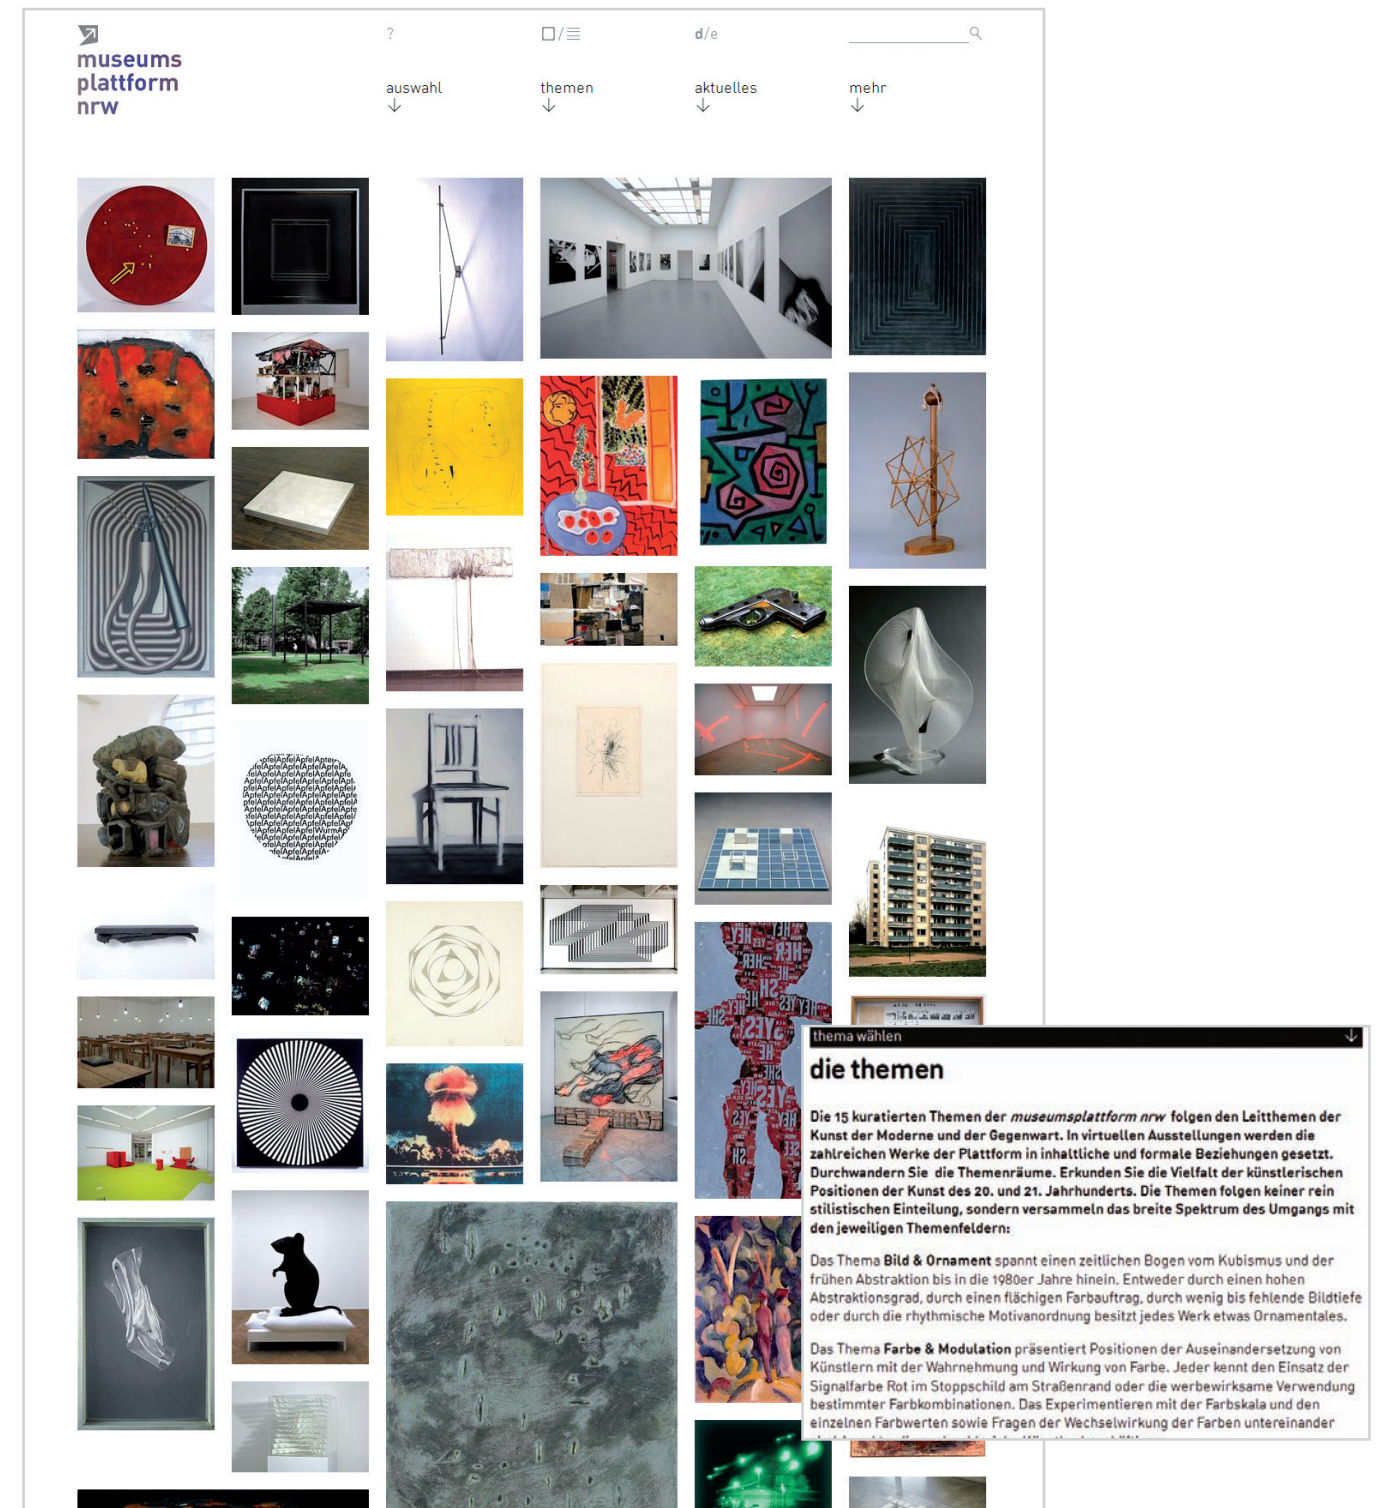 museums
plattform
nrw
?
/
d/e
auswahl
themen
aktuelles
mehr
thema wählen
die themen
Die 15 kuratierten Themen der museumsplattform nrw folgen den Leitthemen der
Kunst der Moderne und der Gegenwart. In virtuellen Ausstellungen werden die
zahlreichen Werke der Plattform in inhaltliche und formale Beziehungen gesetzt.
Durchwandern Sie die Themenräume. Erkunden Sie die Vielfalt der künstlerischen
Positionen der Kunst des 20. und 21. Jahrhunderts. Die Themen folgen keiner rein
stilistischen Einteilung, sondern versammeln das breite Spektrum des Umgangs mit
den jeweiligen Themenfeldern:
Das Thema Bild & Ornament spannt einen zeitlichen Bogen vom Kubismus und der
frühen Abstraktion bis in die 1980er Jahre hinein. Entweder durch einen hohen
Abstraktionsgrad, durch einen flächigen Farbauftrag, durch wenig bis fehlende Bildtiefe
oder durch die rhythmische Motivanordnung besitzt jedes Werk etwas Ornamentales.
Das Thema Farbe & Modulation präsentiert Positionen der Auseinandersetzung von
Künstlern mit der Wahrnehmung und Wirkung von Farbe. Jeder kennt den Einsatz der
Signalfarbe Rot im Stoppschild am Straßenrand oder die werbewirksame Verwendung
bestimmter Farbkombinationen. Das Experimentieren mit der Farbskala und den
einzelnen Farbwerten sowie Fragen der Wechselwirkung der Farben untereinander